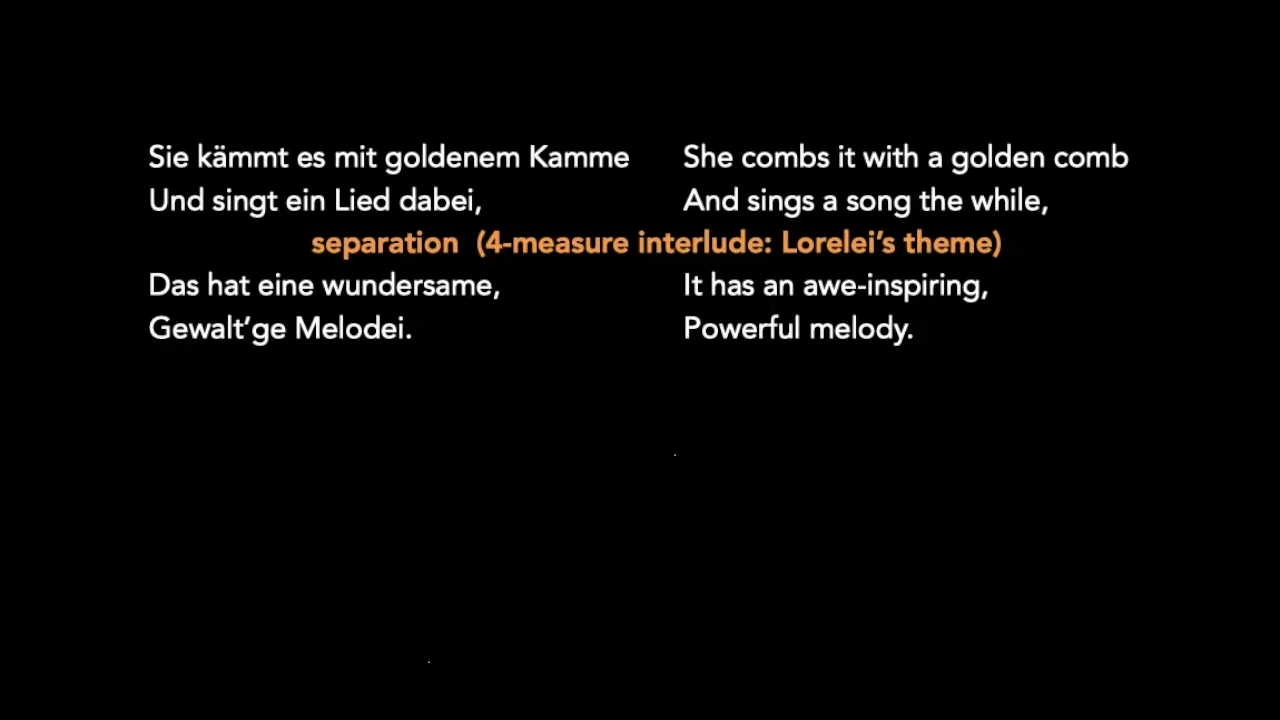 Sie kämmt es mit goldenem Kamme She combs it with a golden comb
Und singt ein Lied dabei, And sings a song the while,
separation (4-measure interlude: Lorelei’s theme)
Das hat eine wundersame, It has an awe-inspiring,
Gewalt’ge Melodei. Powerful melody.